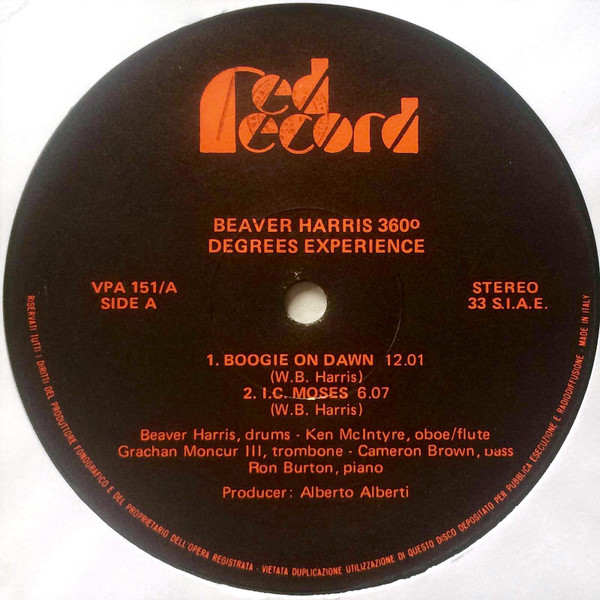 Red
Record
BEAVER HARRIS 360º
DEGREES EXPERIENCE
VPA 151/A
SIDE A
STEREO
33 S.I.A.E.
1. BOOGIE ON DAWN 12.01
(W.B. Harris)
2. I.C. MOSES 6.07
(W.B. Harris)
Beaver Harris, drums - Ken McIntyre, oboe/flute
Grachan Moncur III, trombone - Cameron Brown, bass
Ron Burton, piano
Producer: Alberto Alberti
RISERVATI TUTTI I DIRITTI DEL PRODUTTORE FONOGRAFICO E DEL PROPRIETARIO DELL'OPERA REGISTRATA - VIETATA DUPLICAZIONE UTILIZZAZIONE DI QUESTO DISCO DEPOSITATO PER PUBBLICA ESECUZIONE E RADIODIFFUSIONE - MADE IN ITALY